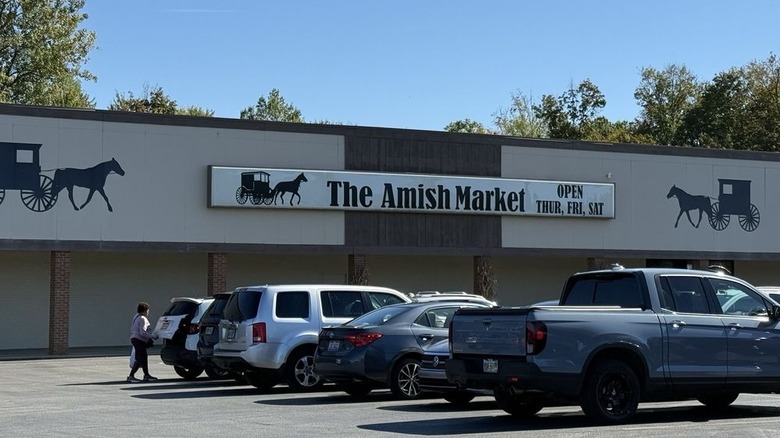 The Amish Market
OPEN
THUR, FRI, SAT